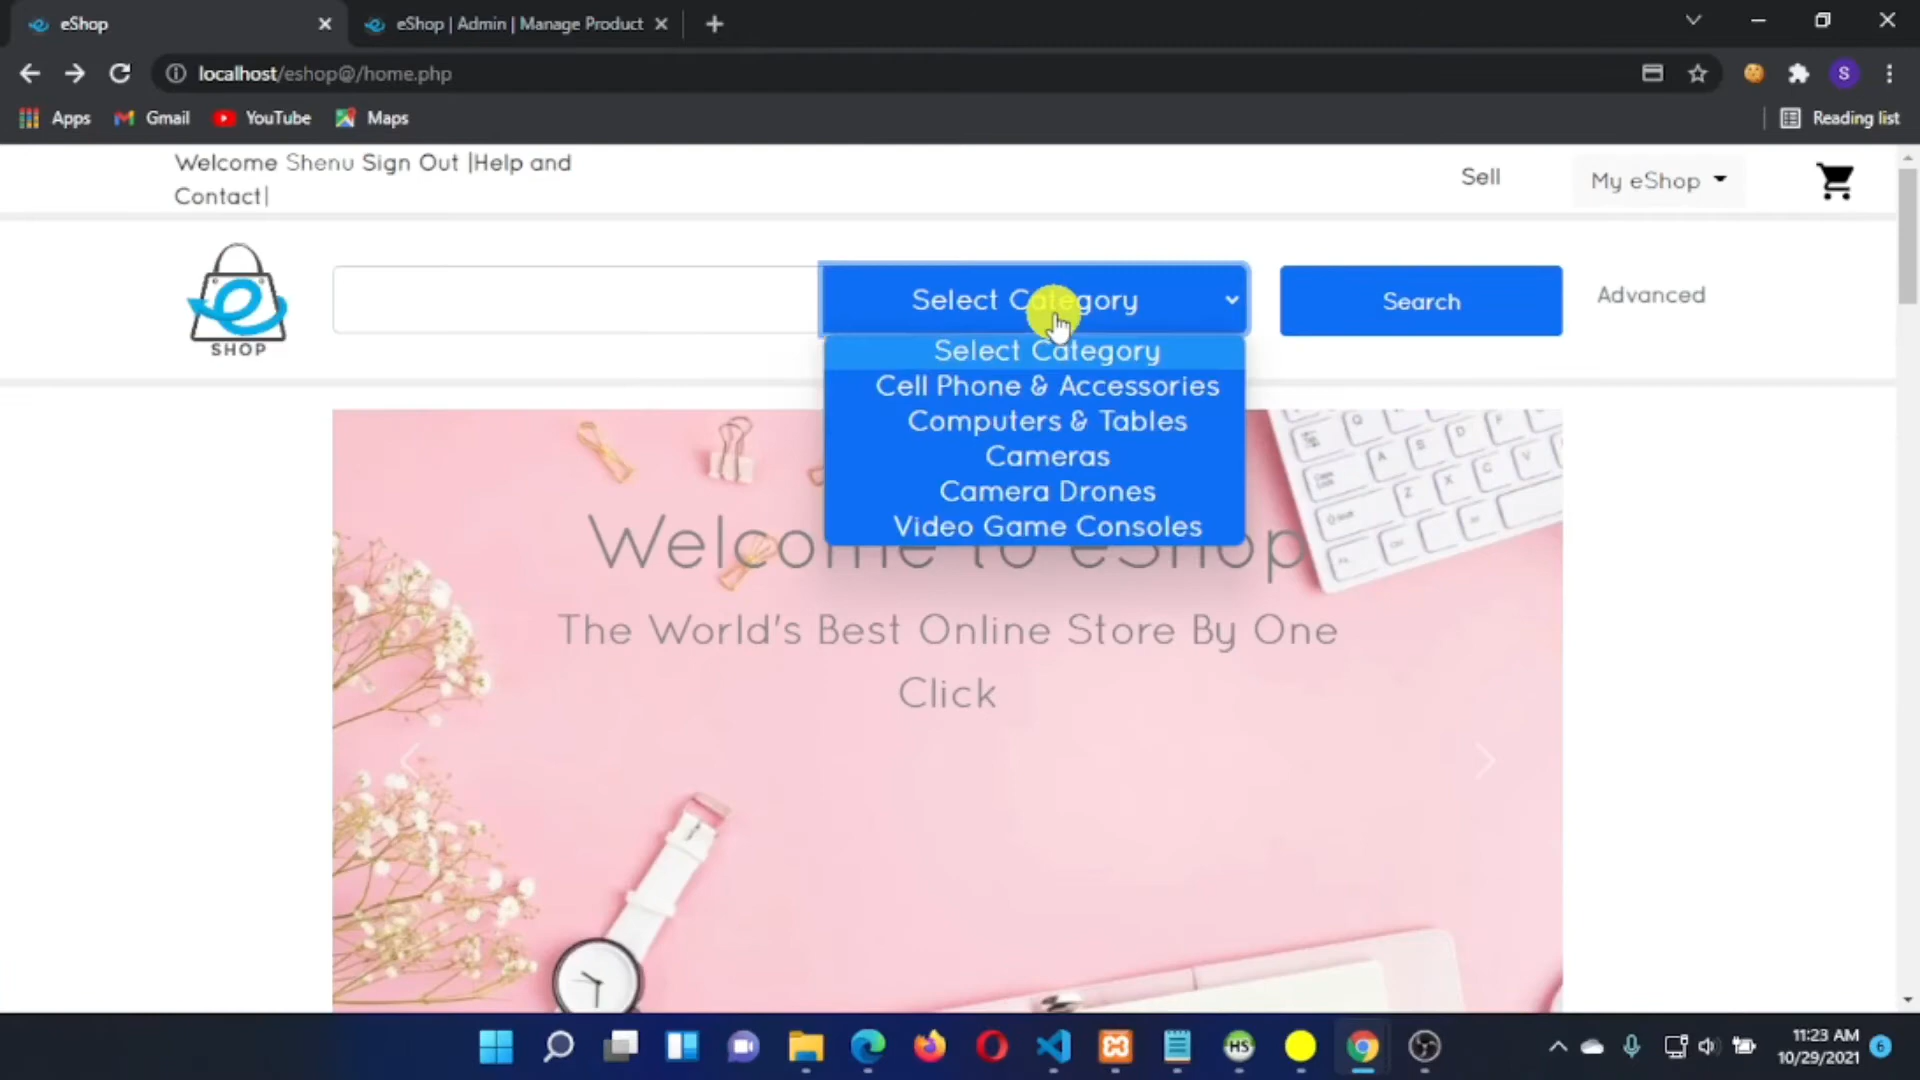 eShop
eShop | Admin | Manage Product
localhost/eshop@/home.php
S
Apps
Gmail
YouTube
Maps
Reading list
Welcome Shenu Sign Out |Help and
Contact|
Sell
My eShop
SHOP
Select Category
Search
Advanced
Select Category
Cell Phone & Accessories
Computers & Tables
Cameras
Camera Drones
Video Game Consoles
Welcome to eShop
The World's Best Online Store By One
Click
HS
11:23 AM
10/29/2021
6